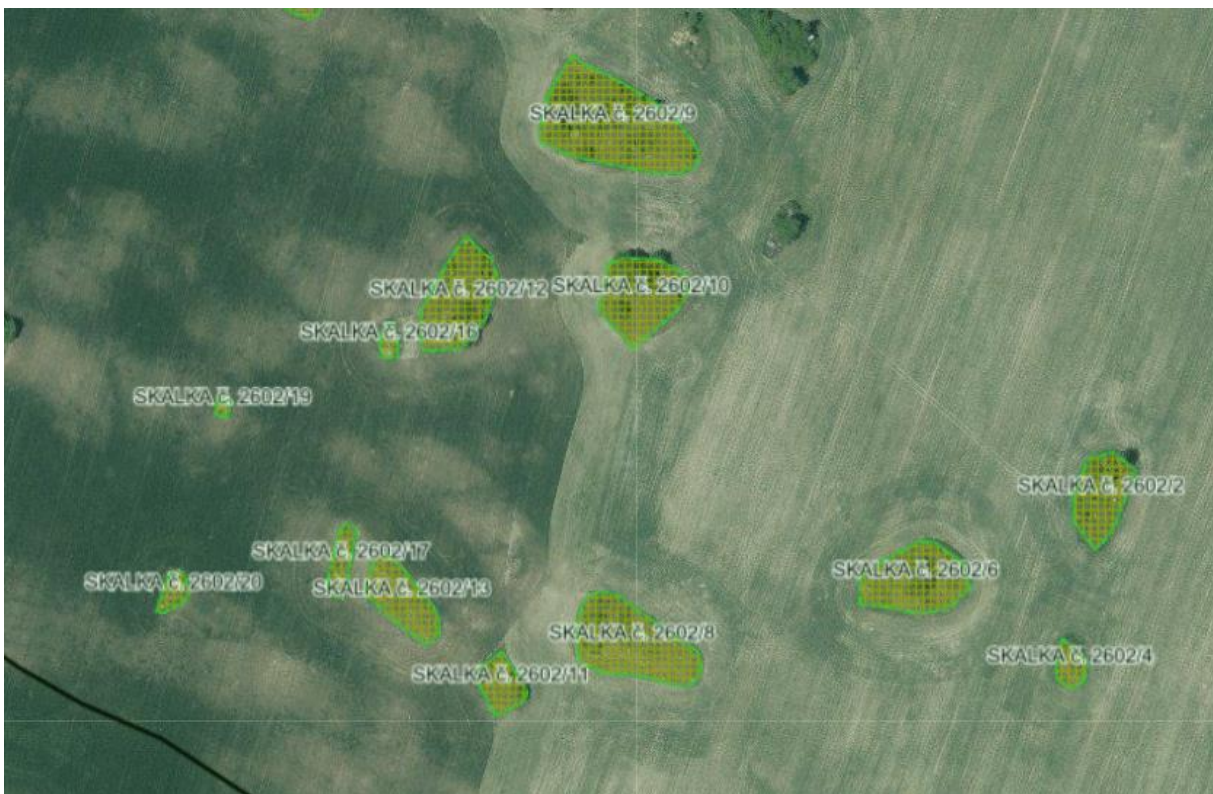 SKALKA č. 2602/9
SKALKA č. 2602/12
SKALKA č. 2602/10
SKALKA č. 2602/16
SKALKA č. 2602/19
SKALKA č. 2602/2
SKALKA č. 2602/17
SKALKA č. 2602/6
SKALKA č. 2602/20
SKALKA č. 2602/13
SKALKA č. 2602/8
SKALKA č. 2602/4
SKALKA č. 2602/11